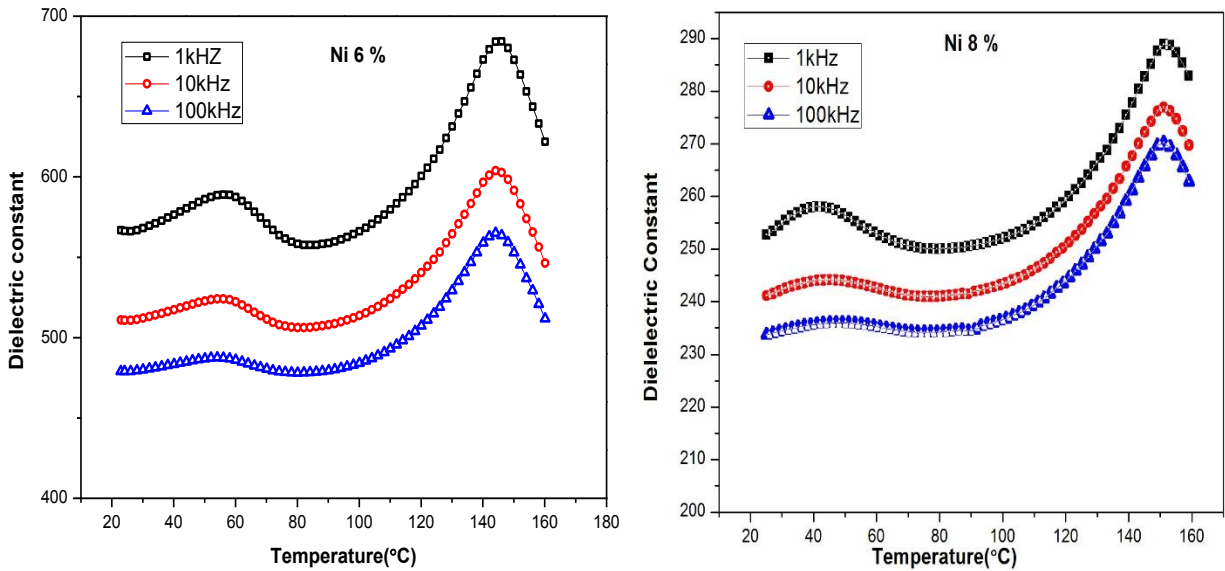 Ni 6 %
1kHZ
10kHz
100kHz
700
600
500
400
Dielectric constant
20 40 60 80 100 120 140 160 180
Temperature(°C)
Ni 8 %
1kHz
10kHz
100kHz
290
280
270
260
250
240
230
220
210
200
Dielelectric Constant
20 40 60 80 100 120 140 160
Temperature(°C)